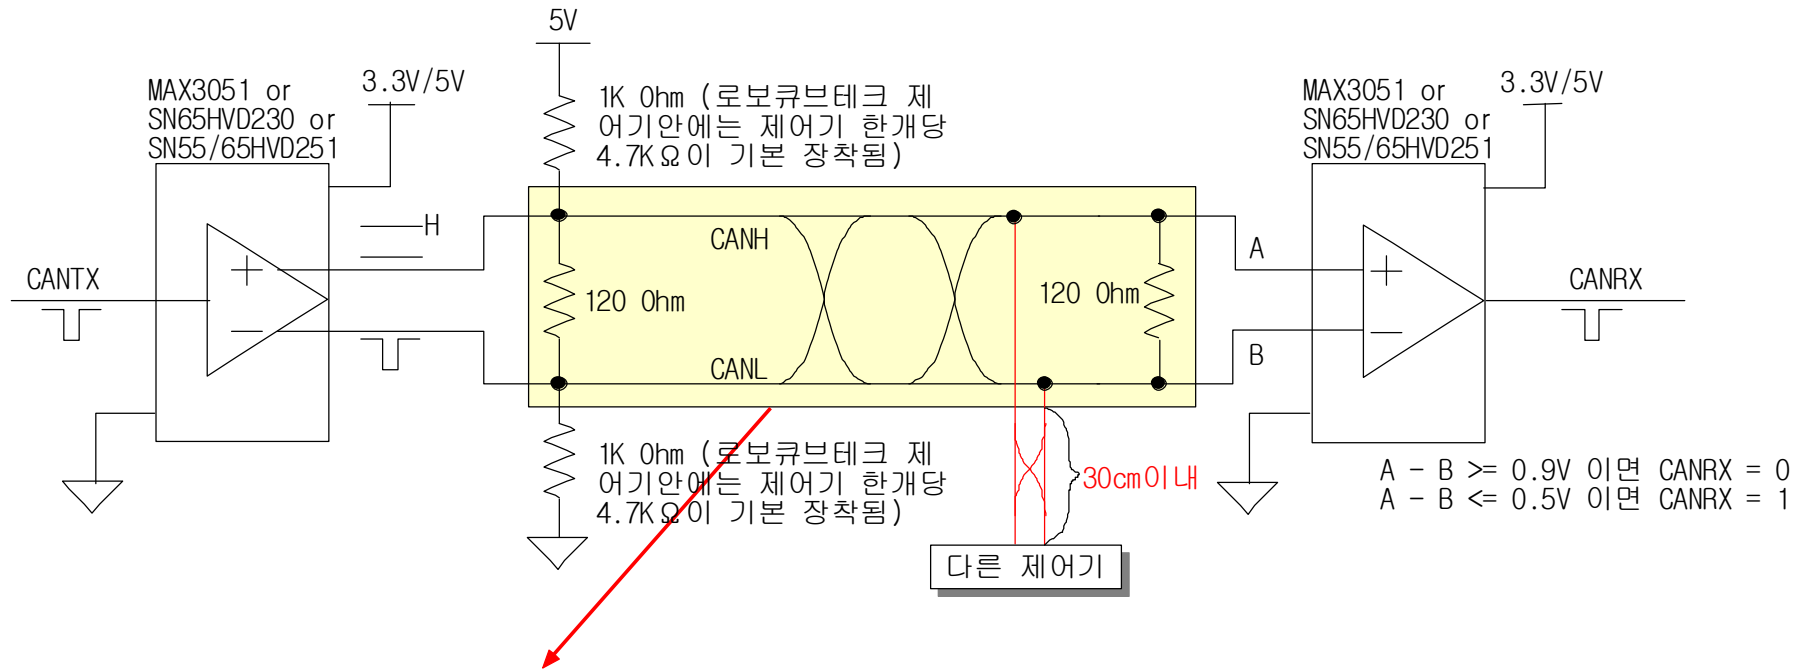 5V
MAX3051 or
SN65HVD230 or
SN55/65HVD251
3.3V/5V
1K Ohm (로보큐브테크 제
어기안에는 제어기 한개당
4.7KΩ이 기본 장착됨)
MAX3051 or
SN65HVD230 or
SN55/65HVD251
3.3V/5V
H
CANTX
+
−
CANH
120 Ohm
CANL
120 Ohm
A
B
+
−
CANRX
1K Ohm (로보큐브테크 제
어기안에는 제어기 한개당
4.7KΩ이 기본 장착됨)
30cm이내
다른 제어기
A - B >= 0.9V 이면 CANRX = 0
A - B <= 0.5V 이면 CANRX = 1